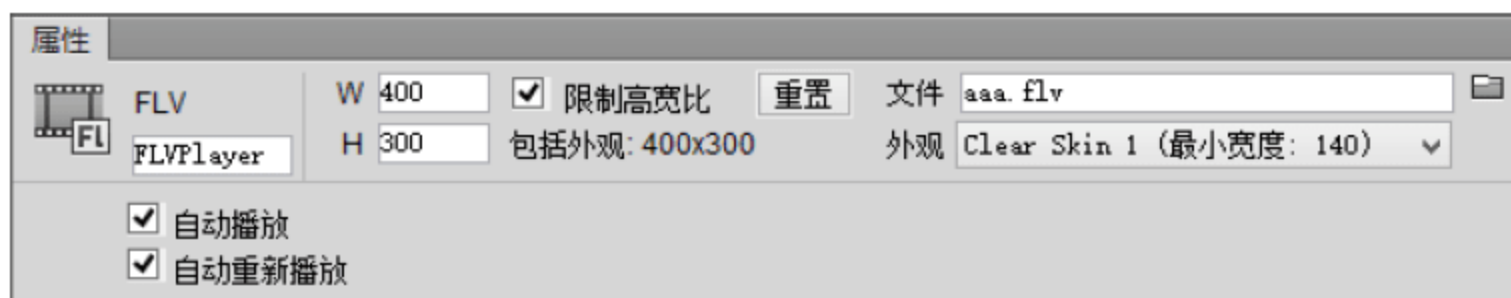 属性
FLV W 400 限制高宽比 重置 文件 aaa.flv
Fl FLVPlayer H 300 包括外观: 400x300 外观 Clear Skin 1 (最小宽度: 140)
自动播放
自动重新播放